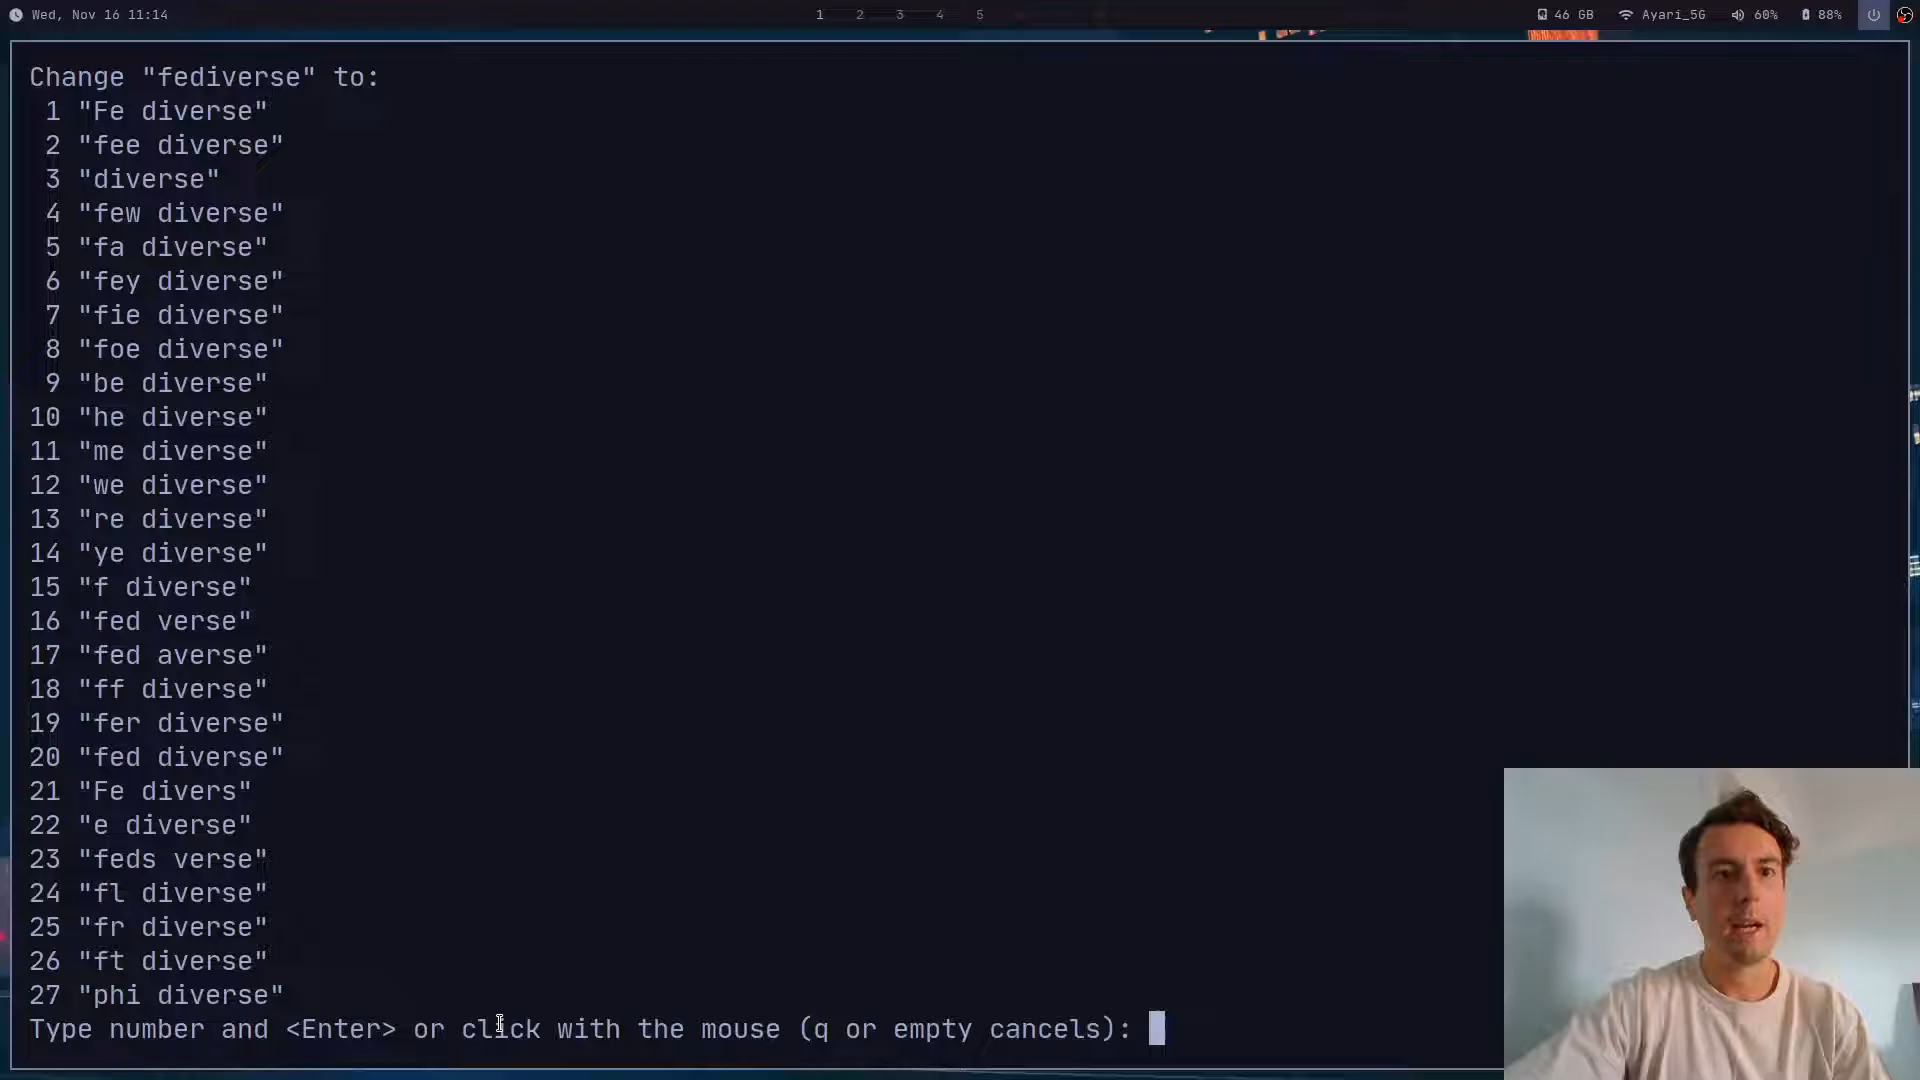 Wed, Nov 16 11:14
1 2 3 4 5
46 GB Ayari_5G 60% 88%
Change "fediverse" to:
1 "Fe diverse"
2 "fee diverse"
3 "diverse"
4 "few diverse"
5 "fa diverse"
6 "fey diverse"
7 "fie diverse"
8 "foe diverse"
9 "be diverse"
10 "he diverse"
11 "me diverse"
12 "we diverse"
13 "re diverse"
14 "ye diverse"
15 "f diverse"
16 "fed verse"
17 "fed averse"
18 "ff diverse"
19 "fer diverse"
20 "fed diverse"
21 "Fe divers"
22 "e diverse"
23 "feds verse"
24 "fl diverse"
25 "fr diverse"
26 "ft diverse"
27 "phi diverse"
Type number and <Enter> or click with the mouse (q or empty cancels):